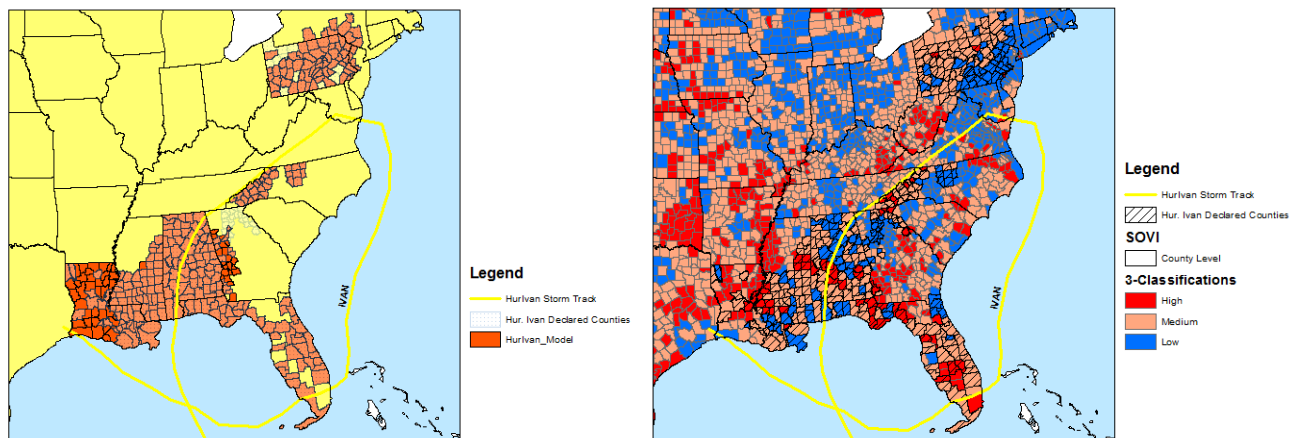 IVAN
Legend
HurIvan Storm Track
Hur. Ivan Declared Counties
HurIvan_Model
IVAN
Legend
HurIvan Storm Track
Hur. Ivan Declared Counties
SOVI
County Level
3-Classifications
High
Medium
Low